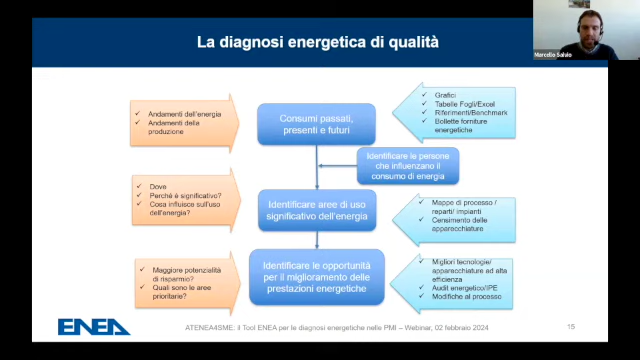 La diagnosi energetica di qualità
Marcello Salvio
✓ Andamenti dell'energia
✓ Andamenti della
produzione
Consumi passati,
presenti e futuri
✓ Grafici
✓ Tabelle Fogli/Excel
✓ Riferimenti/Benchmark
✓ Bollette forniture
energetiche
Identificare le persone
che influenzano il
consumo di energia
✓ Dove
✓ Perché è significativo?
✓ Cosa influisce sull'uso
dell'energia?
Identificare aree di uso
significativo dell'energia
✓ Mappe di processo /
reparti/ impianti
✓ Censimento delle
apparecchiature
✓ Maggiore potenzialità
di risparmio?
✓ Quali sono le aree
prioritarie?
Identificare le opportunità
per il miglioramento delle
prestazioni energetiche
✓ Migliori tecnologie/
apparecchiature ad alta
efficienza
✓ Audit energetico/IPE
✓ Modifiche al processo
ENEA
ATENEA4SME: il Tool ENEA per le diagnosi energetiche nelle PMI – Webinar, 02 febbraio 2024
15